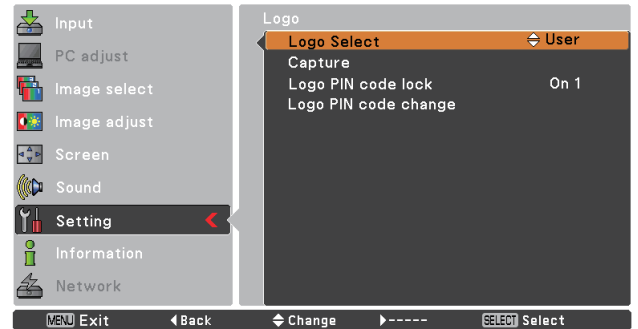 Input
PC adjust
Image select
Image adjust
Screen
Sound
Setting
Information
Network
Logo
Logo Select User
Capture
Logo PIN code lock On 1
Logo PIN code change
MENU Exit Back Change ----- SELECT Select